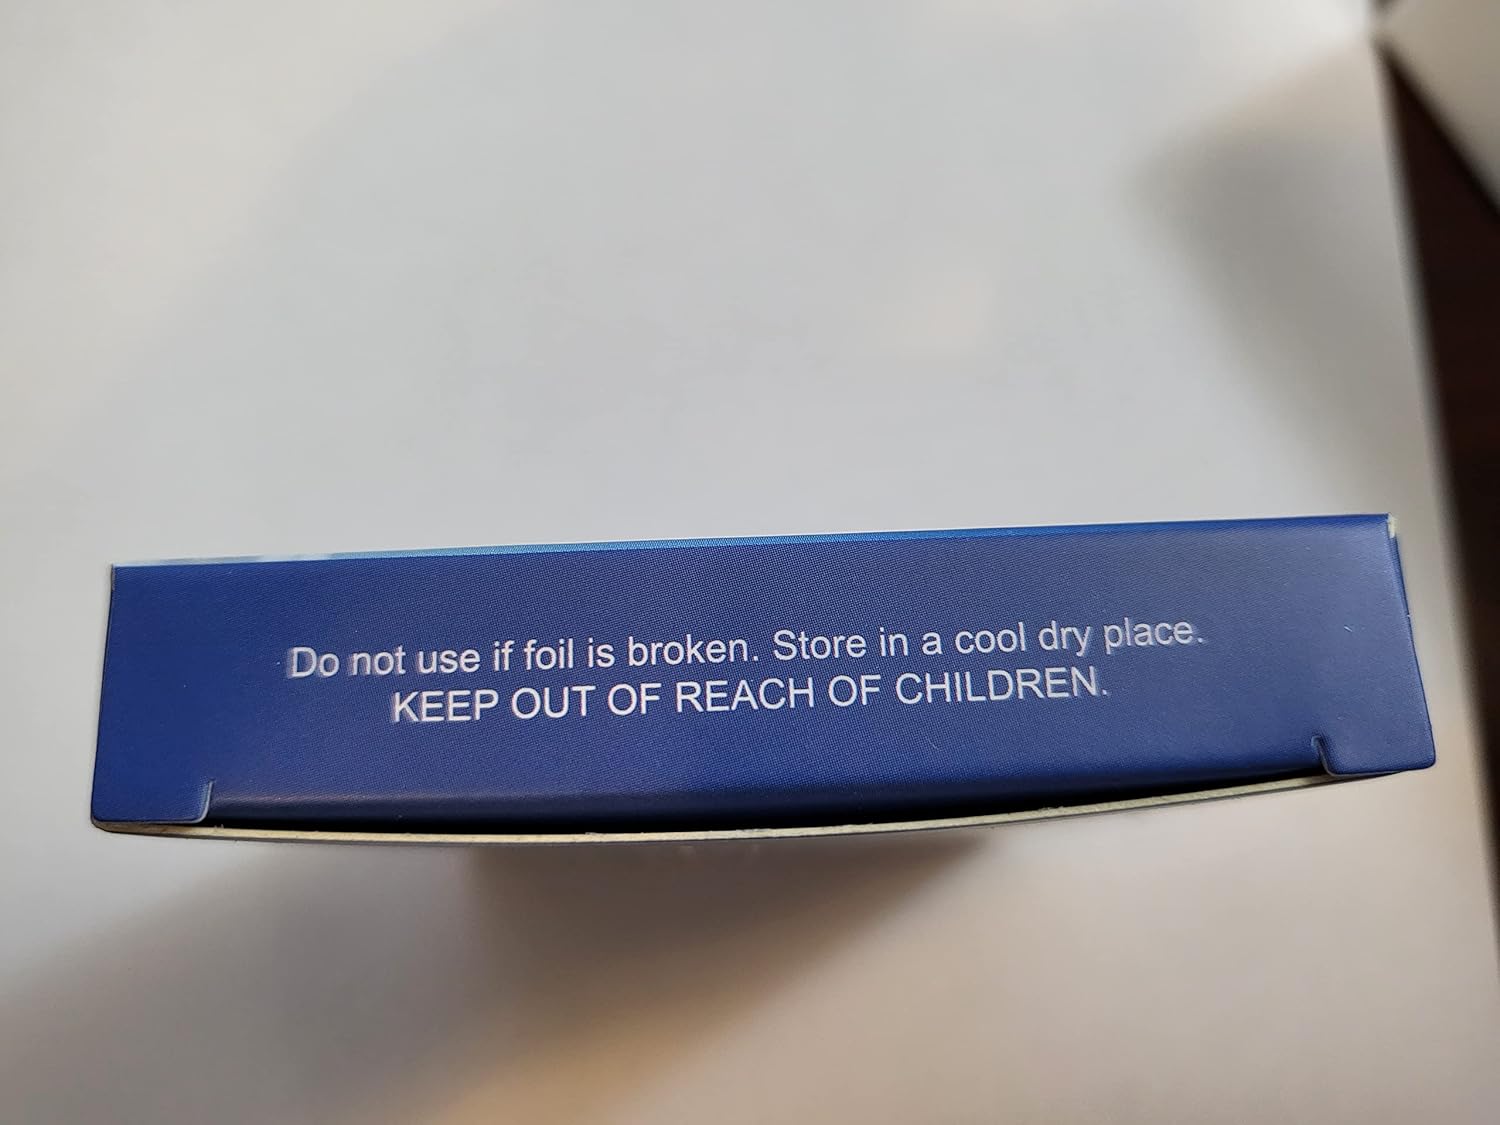 Do not use if foil is broken. Store in a cool dry place.
KEEP OUT OF REACH OF CHILDREN.